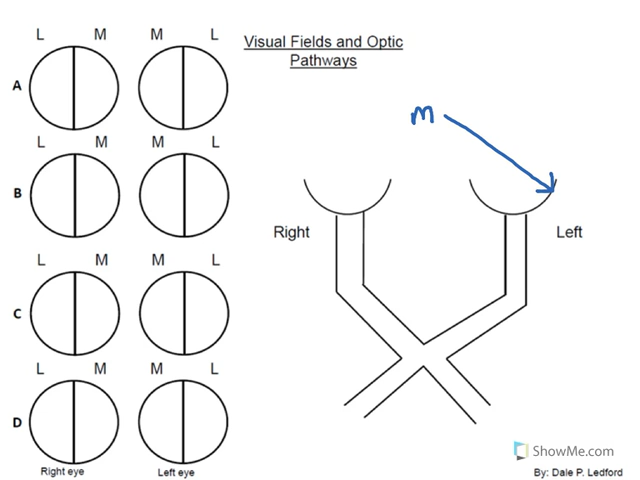 L M M L
Visual Fields and Optic
Pathways
A
m
L M M L
B
Right
Left
L M M L
C
L M M L
D
Right eye
Left eye
ShowMe.com
By: Dale P. Ledford